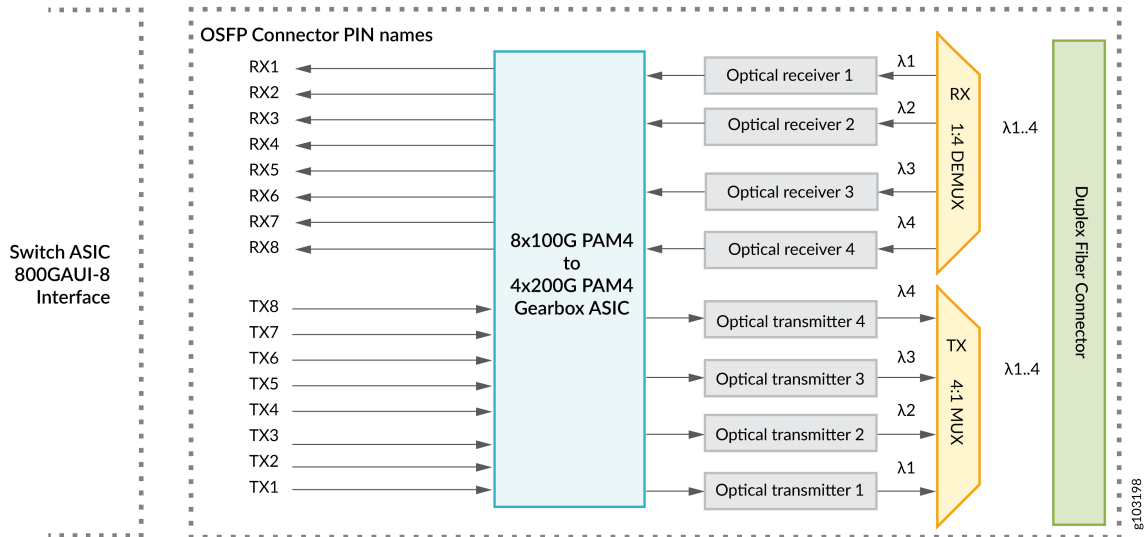 OSFP Connector PIN names
Switch ASIC
800GAUI-8
Interface
RX1
RX2
RX3
RX4
RX5
RX6
RX7
RX8
TX8
TX7
TX6
TX5
TX4
TX3
TX2
TX1
8x100G PAM4
to
4x200G PAM4
Gearbox ASIC
Optical receiver 1
Optical receiver 2
Optical receiver 3
Optical receiver 4
Optical transmitter 4
Optical transmitter 3
Optical transmitter 2
Optical transmitter 1
λ1
λ2
λ3
λ4
λ4
λ3
λ2
λ1
RX
1:4 DEMUX
TX
4:1 MUX
λ1..4
λ1..4
Duplex Fiber Connector
g103198